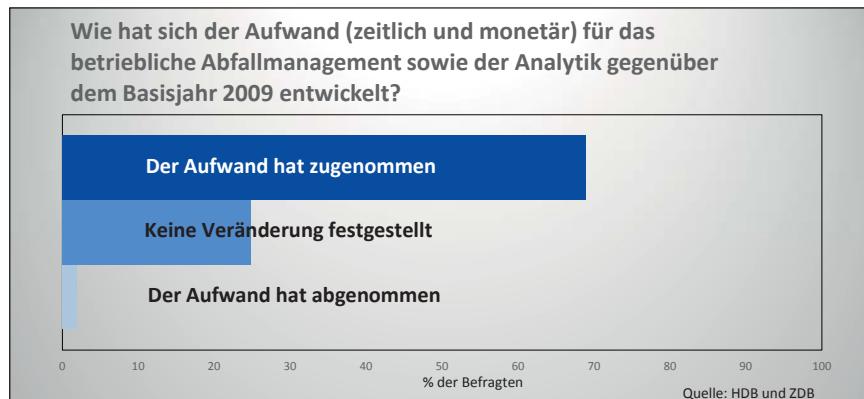 Wie hat sich der Aufwand (zeitlich und monetär) für das
betriebliche Abfallmanagement sowie der Analytik gegenüber
dem Basisjahr 2009 entwickelt?
Der Aufwand hat zugenommen
Keine Veränderung festgestellt
Der Aufwand hat abgenommen
0 10 20 30 40 50 60 70 80 90 100
% der Befragten
Quelle: HDB und ZDB